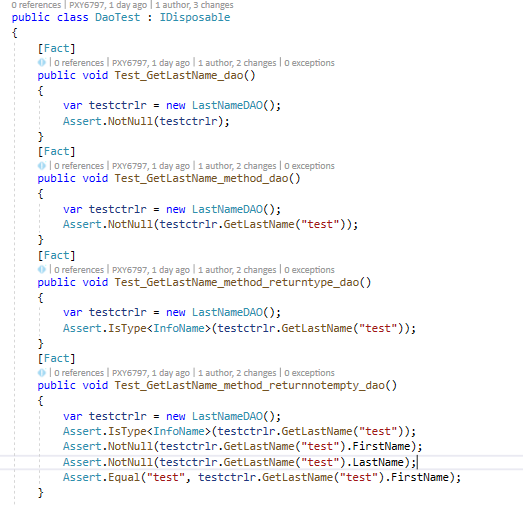 0 references | PXY6797, 1 day ago | 1 author, 3 changes
public class DaoTest : IDisposable
{
[Fact]
| 0 references | PXY6797, 1 day ago | 1 author, 2 changes | 0 exceptions
public void Test_GetLastName_dao()
{
var testctrlr = new LastNameDAO();
Assert.NotNull(testctrlr);
}
[Fact]
| 0 references | PXY6797, 1 day ago | 1 author, 2 changes | 0 exceptions
public void Test_GetLastName_method_dao()
{
var testctrlr = new LastNameDAO();
Assert.NotNull(testctrlr.GetLastName("test"));
}
[Fact]
| 0 references | PXY6797, 1 day ago | 1 author, 2 changes | 0 exceptions
public void Test_GetLastName_method_returntype_dao()
{
var testctrlr = new LastNameDAO();
Assert.IsType<InfoName>(testctrlr.GetLastName("test"));
}
[Fact]
| 0 references | PXY6797, 1 day ago | 1 author, 2 changes | 0 exceptions
public void Test_GetLastName_method_returnnotempty_dao()
{
var testctrlr = new LastNameDAO();
Assert.IsType<InfoName>(testctrlr.GetLastName("test"));
Assert.NotNull(testctrlr.GetLastName("test").FirstName);
Assert.NotNull(testctrlr.GetLastName("test").LastName);
Assert.Equal("test", testctrlr.GetLastName("test").FirstName);
}